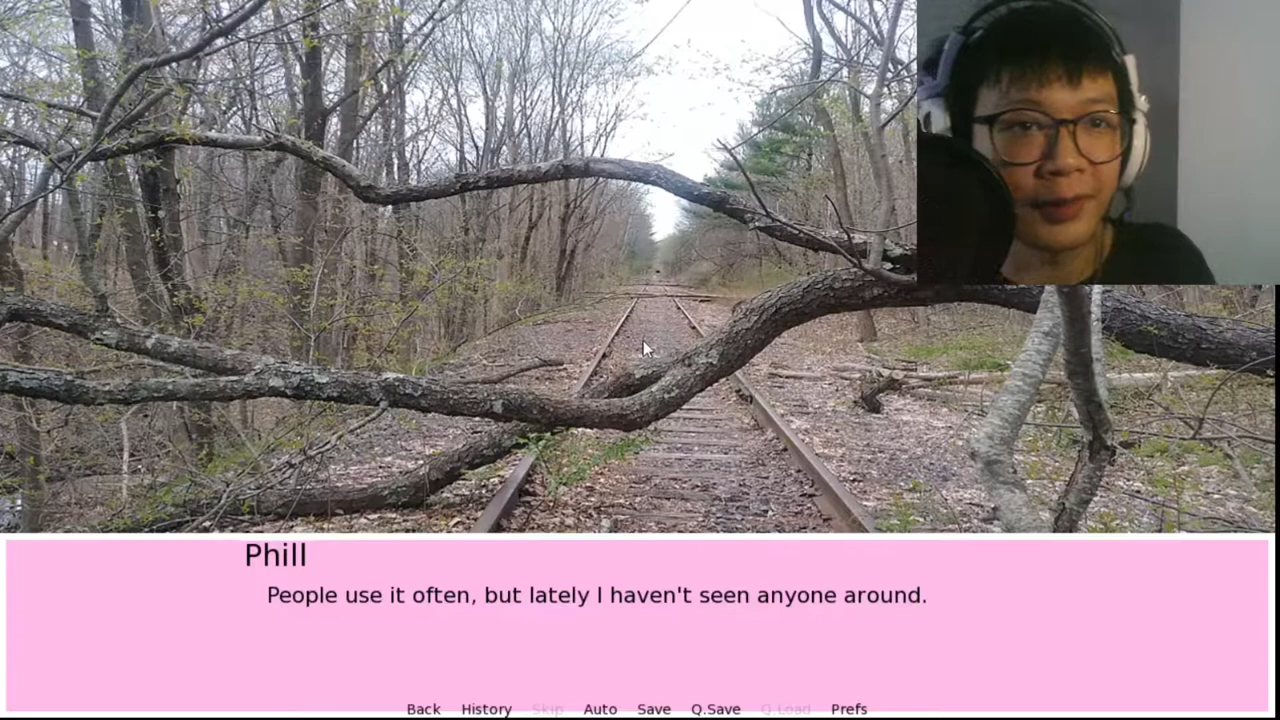 Phill
People use it often, but lately I haven't seen anyone around.
Back History Skip Auto Save Q.Save Q.Load Prefs